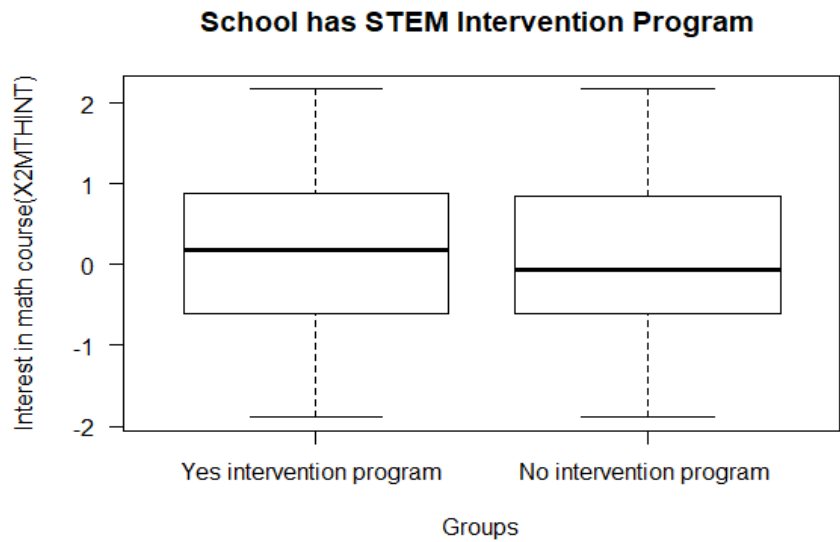 School has STEM Intervention Program
Interest in math course(X2MTHINT)
2
1
0
-1
-2
Yes intervention program
No intervention program
Groups